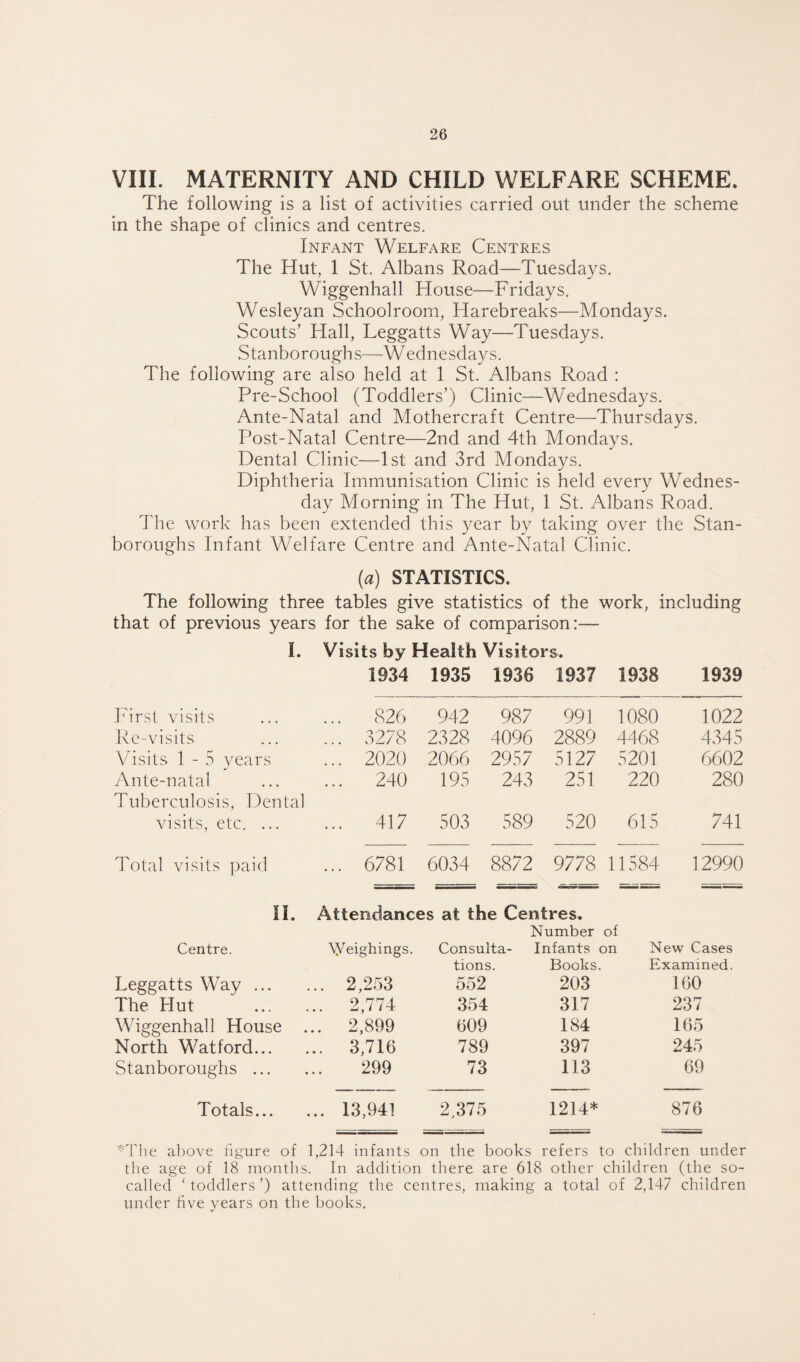 26
VIII. MATERNITY AND CHILD WELFARE SCHEME.
The following is a list of activities carried out under the scheme
in the shape of clinics and centres.
Infant Welfare Centres
The Hut, 1 St. Albans Road—Tuesdays.
Wiggenhall House—Fridays.
Wesleyan Schoolroom, Harebreaks—Mondays.
Scouts' Hall, Leggatts Way—Tuesdays.
Stanboroughs—Wednesdays.
The following are also held at 1 St. Albans Road :
Pre-School (Toddlers') Clinic—Wednesdays.
Ante-Natal and Mothercraft Centre—Thursdays.
Post-Natal Centre—2nd and 4th Mondays.
Dental Clinic—1st and 3rd Mondays.
Diphtheria Immunisation Clinic is held every Wednes-
day Morning in The Hut, 1 St. Albans Road.
The work has been extended this year by taking over the Stan-
boroughs Infant Welfare Centre and Ante-Natal Clinic.
(a) STATISTICS.
The following three tables give statistics of the work, including
that of previous years for the sake of comparison:—
I. Visits by Health Visitors.
1934 1935 1936 1937 1938 1939
First visits ... ... 826 942 987 991 1080 1022
Re-visits ... ... 3278 2328 4096 2889 4468 4345
Visits 1 - 5 years ... 2020 2066 2957 5127 5201 6602
Ante-natal ... ... 240 195 243 251 220 280
Tuberculosis, Dental
visits, etc. ... ... 417 503 589 520 615 741
Total visits paid ... 6781 6034 8872 9778 11584 12990
II. Attendances at the Centres.
Number of
Centre. Weighings. Consulta- Infants on New Cases
tions. Books. Examined.
Leggatts Way ... ... 2,253 552 203 160
The Hut ... ... 2,774 354 317 237
Wiggenhall House ... 2,899 609 184 165
North Watford... ... 3,716 789 397 245
Stanboroughs ... ... 299 73 113 69
Totals... ... 13,941 2,375 1214* 876
*The above figure of 1,214 infants on the books refers to children under
the age of 18 months. In addition there are 618 other children (the so-
called 'toddlers') attending the centres, making a total of 2,147 children
under five years on the books.